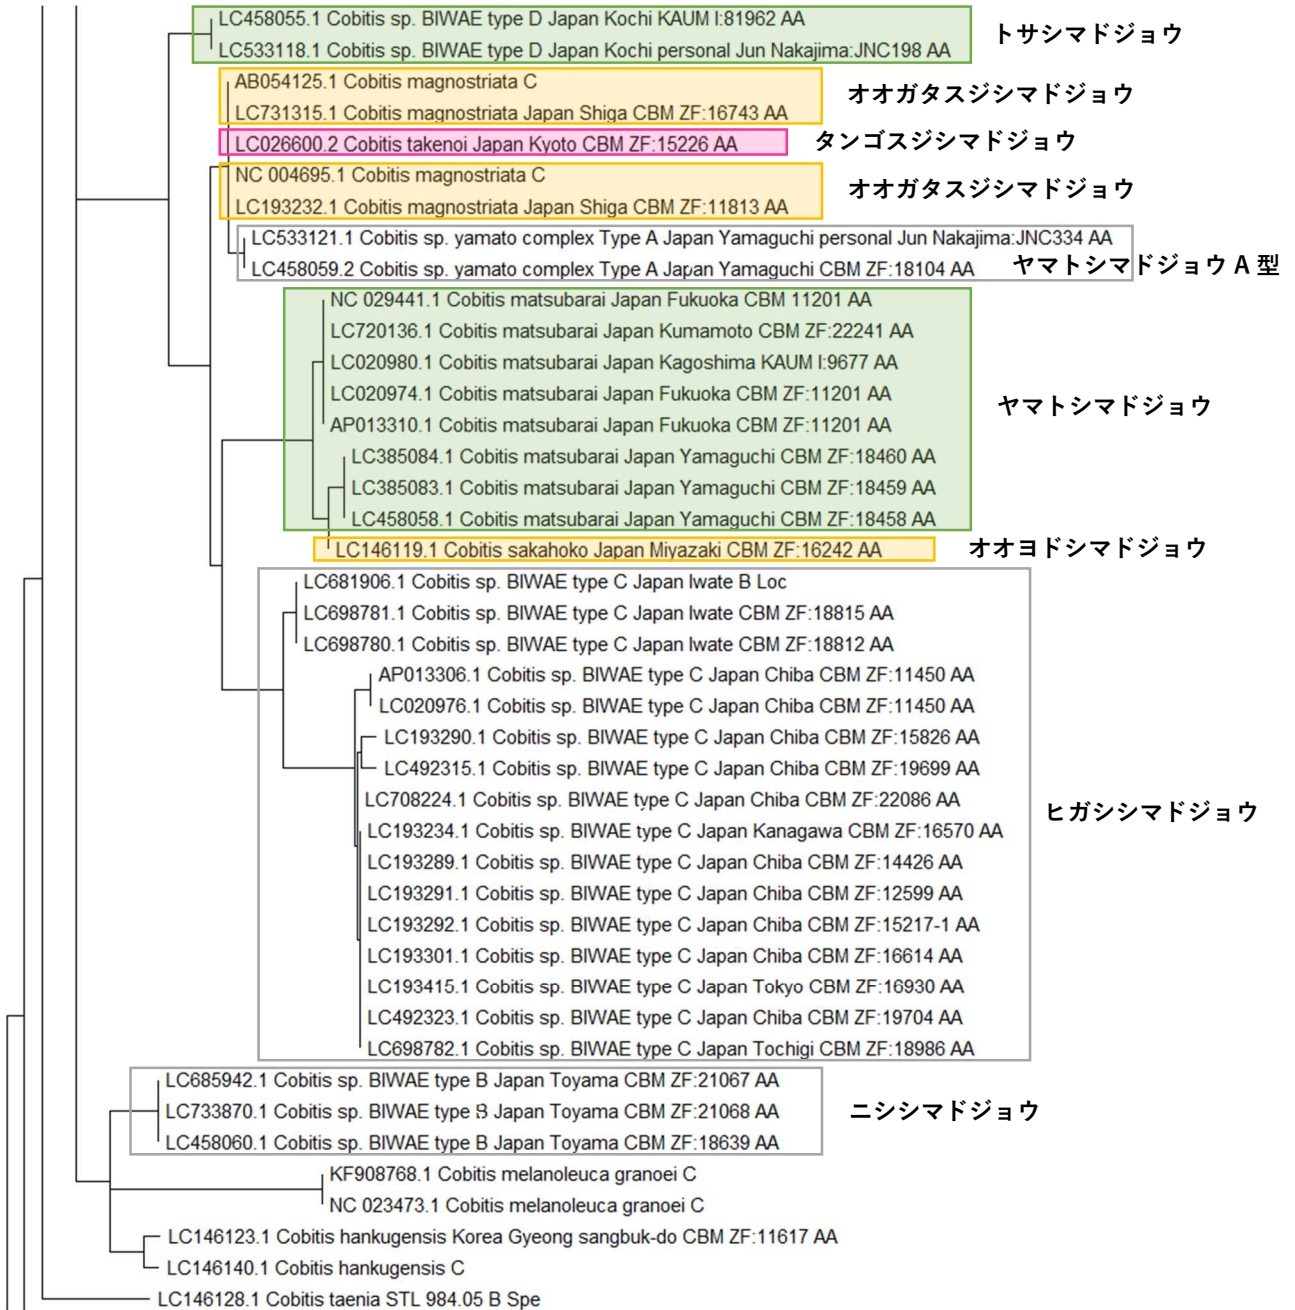 LC458055.1 Cobitis sp. BIWAE type D Japan Kochi KAUM I:81962 AA
トサシマドジョウ
LC533118.1 Cobitis sp. BIWAE type D Japan Kochi personal Jun Nakajima:JNC198 AA
AB054125.1 Cobitis magnostriata C
オオガタスジシマドジョウ
LC731315.1 Cobitis magnostriata Japan Shiga CBM ZF:16743 AA
LC026600.2 Cobitis takenoi Japan Kyoto CBM ZF:15226 AA
タンゴスジシマドジョウ
NC 004695.1 Cobitis magnostriata C
オオガタスジシマドジョウ
LC193232.1 Cobitis magnostriata Japan Shiga CBM ZF:11813 AA
LC533121.1 Cobitis sp. yamato complex Type A Japan Yamaguchi personal Jun Nakajima:JNC334 AA
LC458059.2 Cobitis sp. yamato complex Type A Japan Yamaguchi CBM ZF:18104 AA
ヤマトシマドジョウ A 型
NC 029441.1 Cobitis matsubarai Japan Fukuoka CBM 11201 AA
LC720136.1 Cobitis matsubarai Japan Kumamoto CBM ZF:22241 AA
LC020980.1 Cobitis matsubarai Japan Kagoshima KAUM I:9677 AA
LC020974.1 Cobitis matsubarai Japan Fukuoka CBM ZF:11201 AA
ヤマトシマドジョウ
AP013310.1 Cobitis matsubarai Japan Fukuoka CBM ZF:11201 AA
LC385084.1 Cobitis matsubarai Japan Yamaguchi CBM ZF:18460 AA
LC385083.1 Cobitis matsubarai Japan Yamaguchi CBM ZF:18459 AA
LC458058.1 Cobitis matsubarai Japan Yamaguchi CBM ZF:18458 AA
LC146119.1 Cobitis sakahoko Japan Miyazaki CBM ZF:16242 AA
オオヨドシマドジョウ
LC681906.1 Cobitis sp. BIWAE type C Japan Iwate B Loc
LC698781.1 Cobitis sp. BIWAE type C Japan Iwate CBM ZF:18815 AA
LC698780.1 Cobitis sp. BIWAE type C Japan Iwate CBM ZF:18812 AA
AP013306.1 Cobitis sp. BIWAE type C Japan Chiba CBM ZF:11450 AA
LC020976.1 Cobitis sp. BIWAE type C Japan Chiba CBM ZF:11450 AA
LC193290.1 Cobitis sp. BIWAE type C Japan Chiba CBM ZF:15826 AA
LC492315.1 Cobitis sp. BIWAE type C Japan Chiba CBM ZF:19699 AA
LC708224.1 Cobitis sp. BIWAE type C Japan Chiba CBM ZF:22086 AA
ヒガシシマドジョウ
LC193234.1 Cobitis sp. BIWAE type C Japan Kanagawa CBM ZF:16570 AA
LC193289.1 Cobitis sp. BIWAE type C Japan Chiba CBM ZF:14426 AA
LC193291.1 Cobitis sp. BIWAE type C Japan Chiba CBM ZF:12599 AA
LC193292.1 Cobitis sp. BIWAE type C Japan Chiba CBM ZF:15217-1 AA
LC193301.1 Cobitis sp. BIWAE type C Japan Chiba CBM ZF:16614 AA
LC193415.1 Cobitis sp. BIWAE type C Japan Tokyo CBM ZF:16930 AA
LC492323.1 Cobitis sp. BIWAE type C Japan Chiba CBM ZF:19704 AA
LC698782.1 Cobitis sp. BIWAE type C Japan Tochigi CBM ZF:18986 AA
LC685942.1 Cobitis sp. BIWAE type B Japan Toyama CBM ZF:21067 AA
LC733870.1 Cobitis sp. BIWAE type B Japan Toyama CBM ZF:21068 AA
ニシシマドジョウ
LC458060.1 Cobitis sp. BIWAE type B Japan Toyama CBM ZF:18639 AA
KF908768.1 Cobitis melanoleuca granoei C
NC 023473.1 Cobitis melanoleuca granoei C
LC146123.1 Cobitis hankugensis Korea Gyeong sangbuk-do CBM ZF:11617 AA
LC146140.1 Cobitis hankugensis C
LC146128.1 Cobitis taenia STL 984.05 B Spe